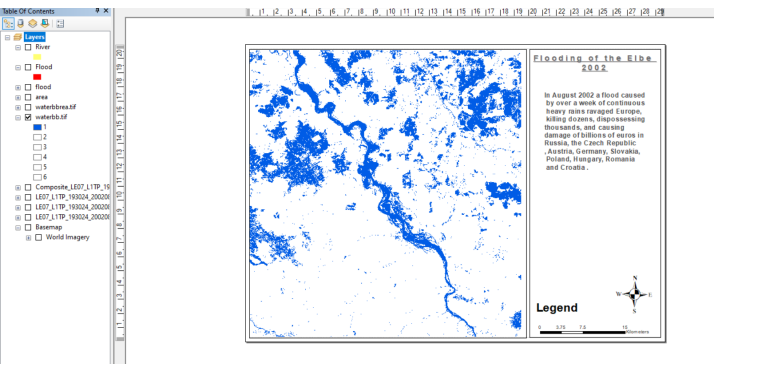 Table Of Contents
Layers
River
Flood
flood
area
waterbbrea.tif
waterbb.tif
1
2
3
4
5
6
Composite_LE07_L1TP_19
LE07_L1TP_193024_200208
LE07_L1TP_193024_200208
LE07_L1TP_193024_200208
Basemap
World Imagery
1 2 3 4 5 6 7 8 9 10 11 12 13 14 15 16 17 18 19 20 21 22 23 24 25 26 27 28 29
Flooding of the Elbe
2002
In August 2002 a flood caused
by over a week of continuous
heavy rains ravaged Europe,
killing dozens, dispossessing
thousands, and causing
damage of billions of euros in
Russia, the Czech Republic
, Austria, Germany, Slovakia,
Poland, Hungary, Romania
and Croatia .
N
W E
S
Legend
0 3.75 7.5 15
Kilometers